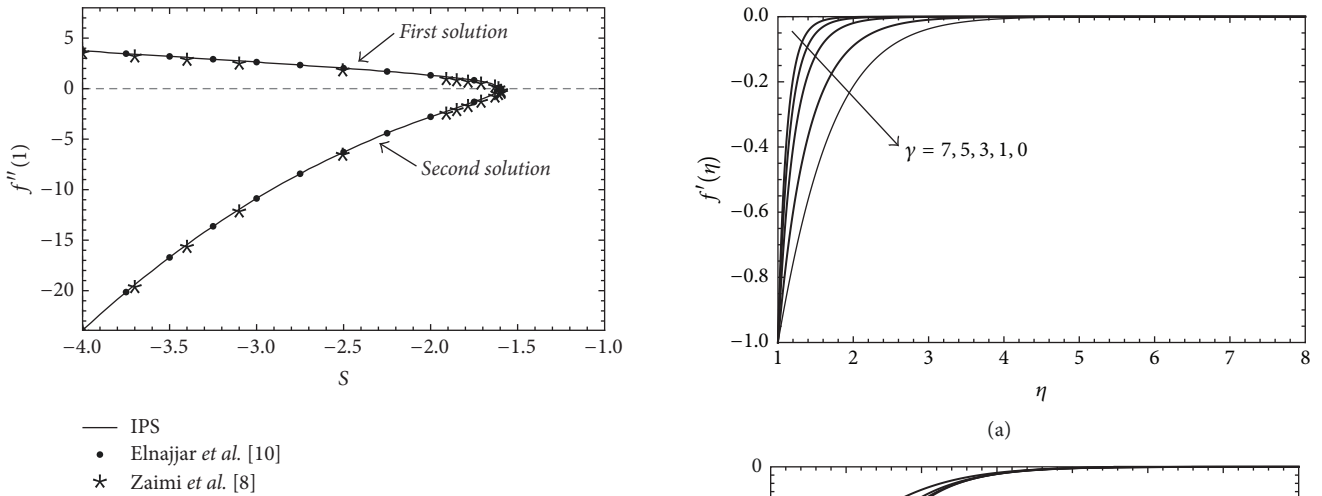 5
0
−5
−10
−15
−20
f″(1)
First solution
Second solution
−4.0 −3.5 −3.0 −2.5 −2.0 −1.5 −1.0
S
IPS
Elnajjar et al. [10]
Zaimi et al. [8]
0.0
−0.2
−0.4
−0.6
−0.8
−1.0
f′(η)
γ = 7, 5, 3, 1, 0
1 2 3 4 5 6 7 8
η
(a)
0